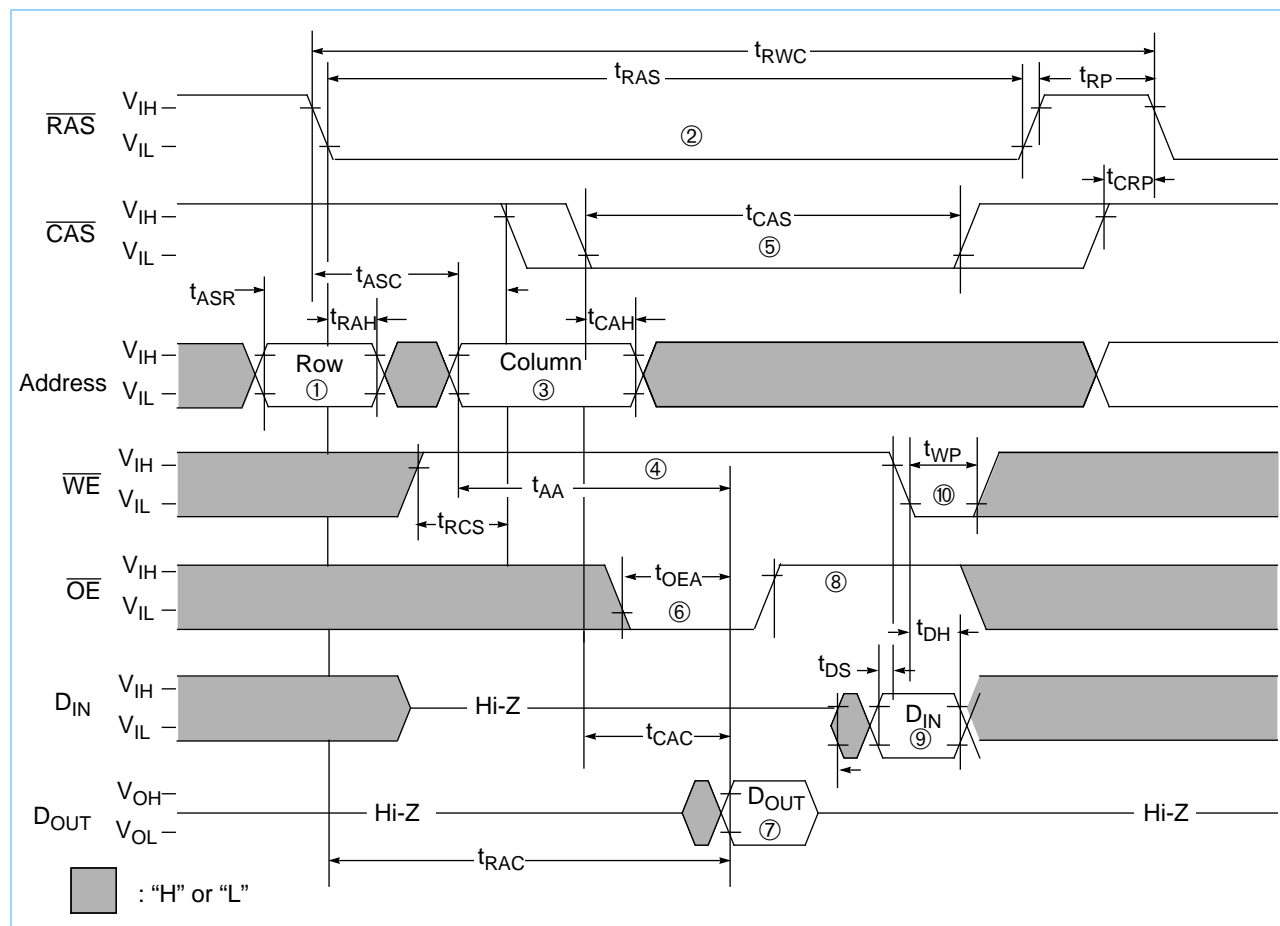 tRWC
tRAS
tRP
RAS
VIH
VIL
②
tCRP
CAS
VIH
VIL
tCAS
⑤
tASR
tASC
tRAH
tCAH
Address
VIH
VIL
Row
①
Column
③
WE
VIH
VIL
④
tWP
⑩
tAA
tRCS
OE
VIH
VIL
tOEA
⑥
⑧
tDH
tDS
DIN
VIH
VIL
Hi-Z
DIN
⑨
tCAC
DOUT
VOH
VOL
Hi-Z
DOUT
⑦
Hi-Z
tRAC
: “H” or “L”